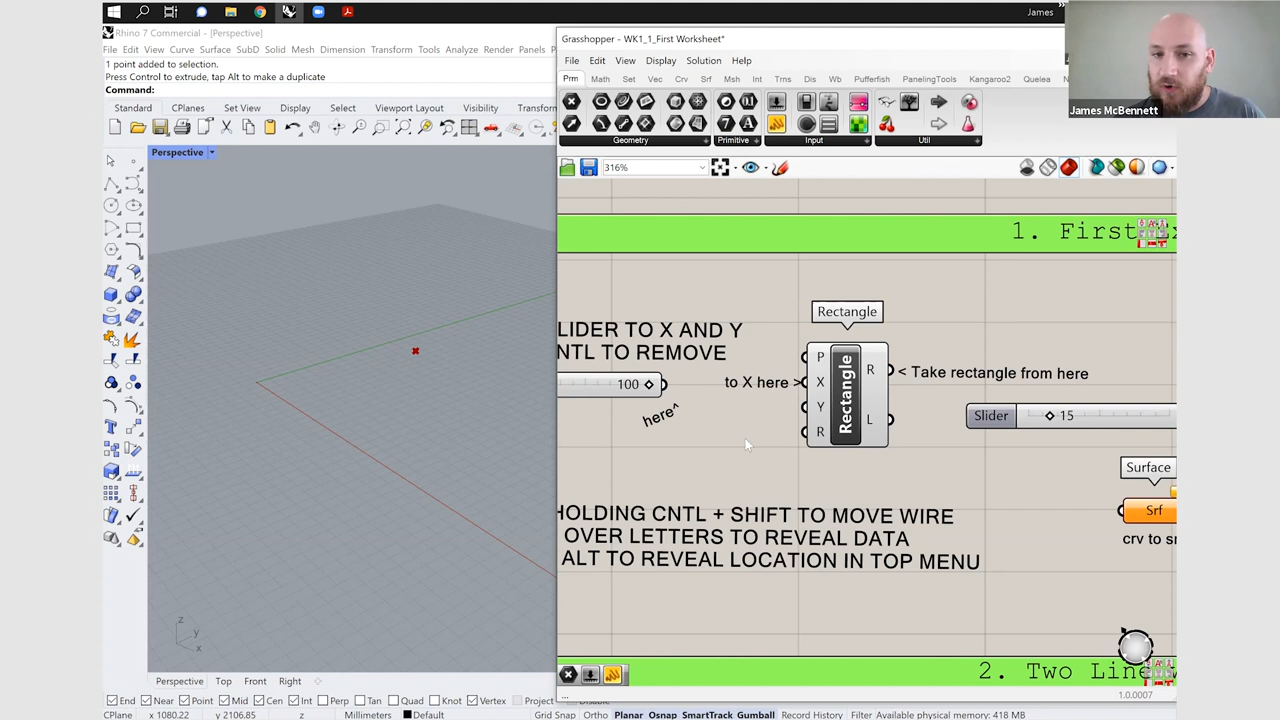 James
Rhino 7 Commercial - [Perspective]
File Edit View Curve Surface SubD Solid Mesh Dimension Transform Tools Analyze Render Panels
1 point added to selection.
Press Control to extrude, tap Alt to make a duplicate
Command:
Standard CPlanes Set View Display Select Viewport Layout Visibility Transform
Perspective
Grasshopper - WK1_1_First Worksheet*
File Edit View Display Solution Help
Prm Math Set Vec Crv Srf Msh Int Trns Dis Wb Pufferfish PanelingTools Kangaroo2 Quelea
Geometry Primitive Input Util
316%
James McBennett
1. First
Rectangle
LIDER TO X AND Y
NTL TO REMOVE
100
here^
to X here >
P
X
Y
R
Rectangle
R
L
< Take rectangle from here
Slider 15
Surface
Srf
crv to
HOLDING CNTL + SHIFT TO MOVE WIRE
OVER LETTERS TO REVEAL DATA
ALT TO REVEAL LOCATION IN TOP MENU
2. Two Line
1.0.0007
z
y
x
Perspective Top Front Right
End Near Point Mid Cen Int Perp Tan Quad Knot Vertex Project Disable
CPlane x 1080.22 y 2106.85 z Millimeters Default Grid Snap Ortho Planar Osnap SmartTrack Gumball Record History Filter Available physical memory: 418 MB